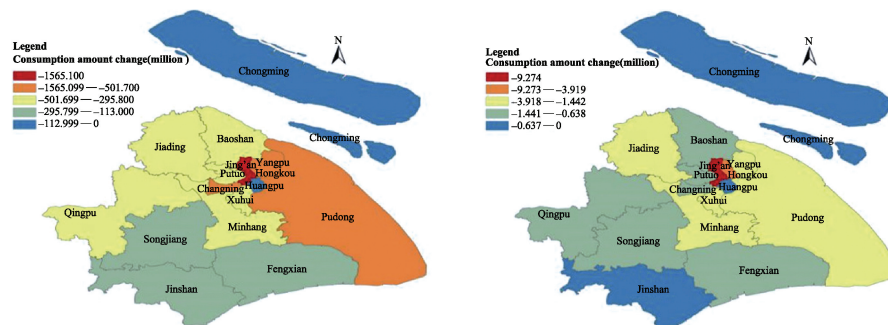 Legend
Consumption amount change(million )
−1565.100
−1565.099 — −501.700
−501.699 — −295.800
−295.799 — −113.000
−112.999 — 0
N
Chongming
Chongming
Baoshan
Jiading
Jing'an Yangpu
Putuo Hongkou
Changning Huangpu
Xuhui
Qingpu
Pudong
Minhang
Songjiang
Fengxian
Jinshan
Legend
Consumption amount change(million)
−9.274
−9.273 — −3.919
−3.918 — −1.442
−1.441 — −0.638
−0.637 — 0
N
Chongming
Chongming
Baoshan
Jiading
Jing'an Yangpu
Putuo Hongkou
Changning Huangpu
Xuhui
Qingpu
Pudong
Minhang
Songjiang
Fengxian
Jinshan